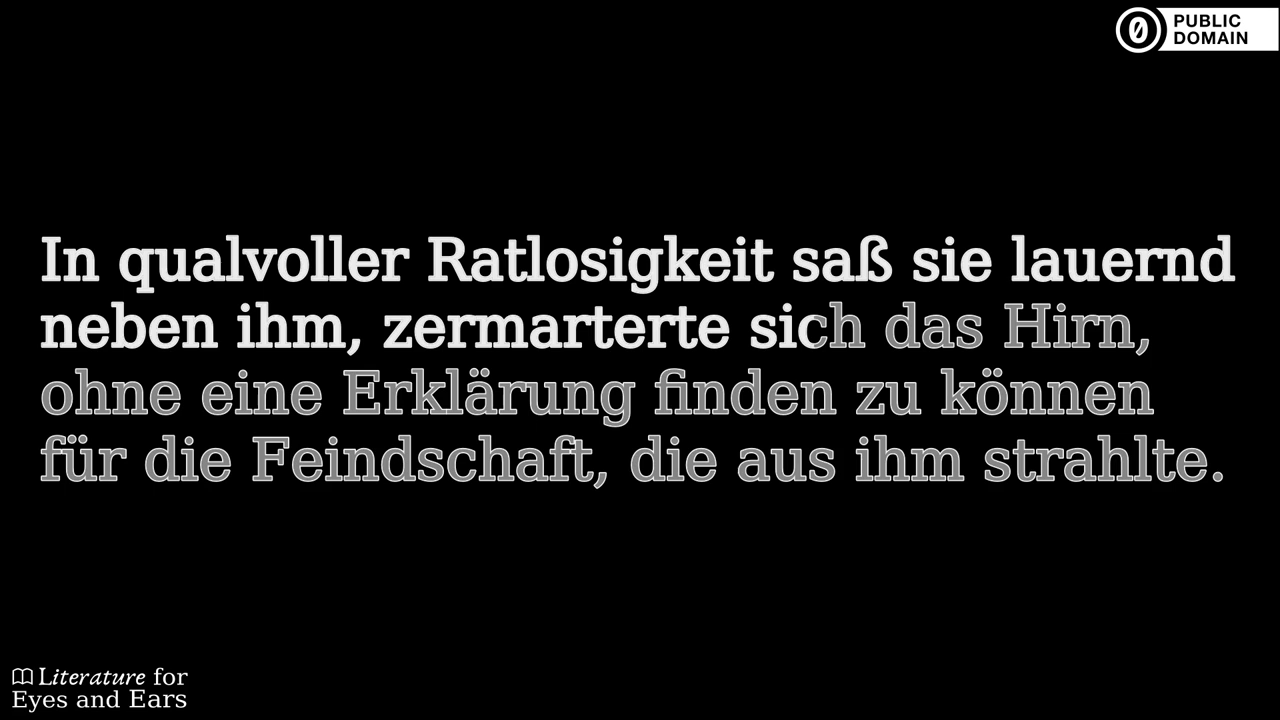 PUBLIC
DOMAIN
In qualvoller Ratlosigkeit saß sie lauernd
neben ihm, zermarterte sich das Hirn,
ohne eine Erklärung finden zu können
für die Feindschaft, die aus ihm strahlte.
Literature for
Eyes and Ears